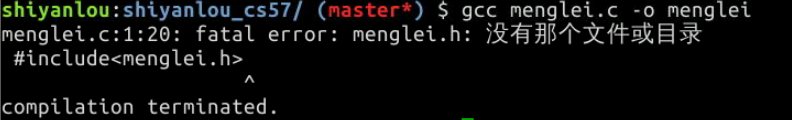 shiyanlou:shiyanlou_cs57/ (master*) $ gcc menglei.c -o menglei
menglei.c:1:20: fatal error: menglei.h: 没有那个文件或目录
 #include<menglei.h>
                    ^
compilation terminated.